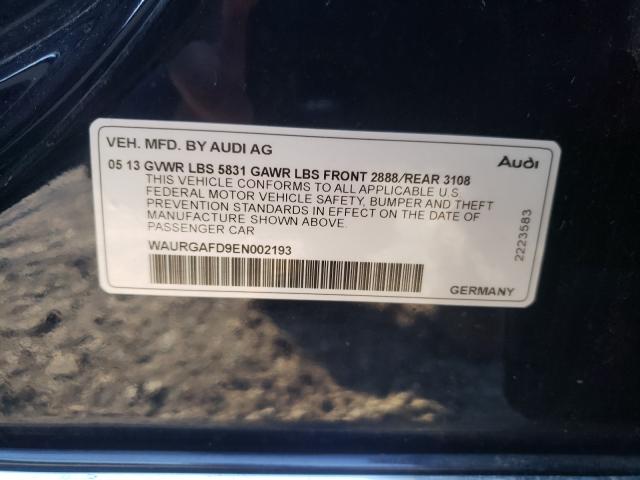 VEH. MFD. BY AUDI AG
Audi
05 13 GVWR LBS 5831 GAWR LBS FRONT 2888/REAR 3108
THIS VEHICLE CONFORMS TO ALL APPLICABLE U.S.
FEDERAL MOTOR VEHICLE SAFETY, BUMPER AND THEFT
PREVENTION STANDARDS IN EFFECT ON THE DATE OF
MANUFACTURE SHOWN ABOVE.
PASSENGER CAR
WAURGAFD9EN002193
2223583
GERMANY